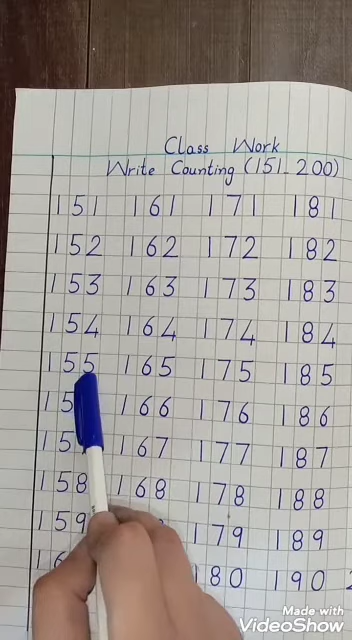 Class Work
Write Counting (151-200)
151 161 171 181
152 162 172 182
153 163 173 183
154 164 174 184
155 165 175 185
166 176 186
167 177 187
158 168 178 188
159 179 189
180 190
Made with
VideoShow